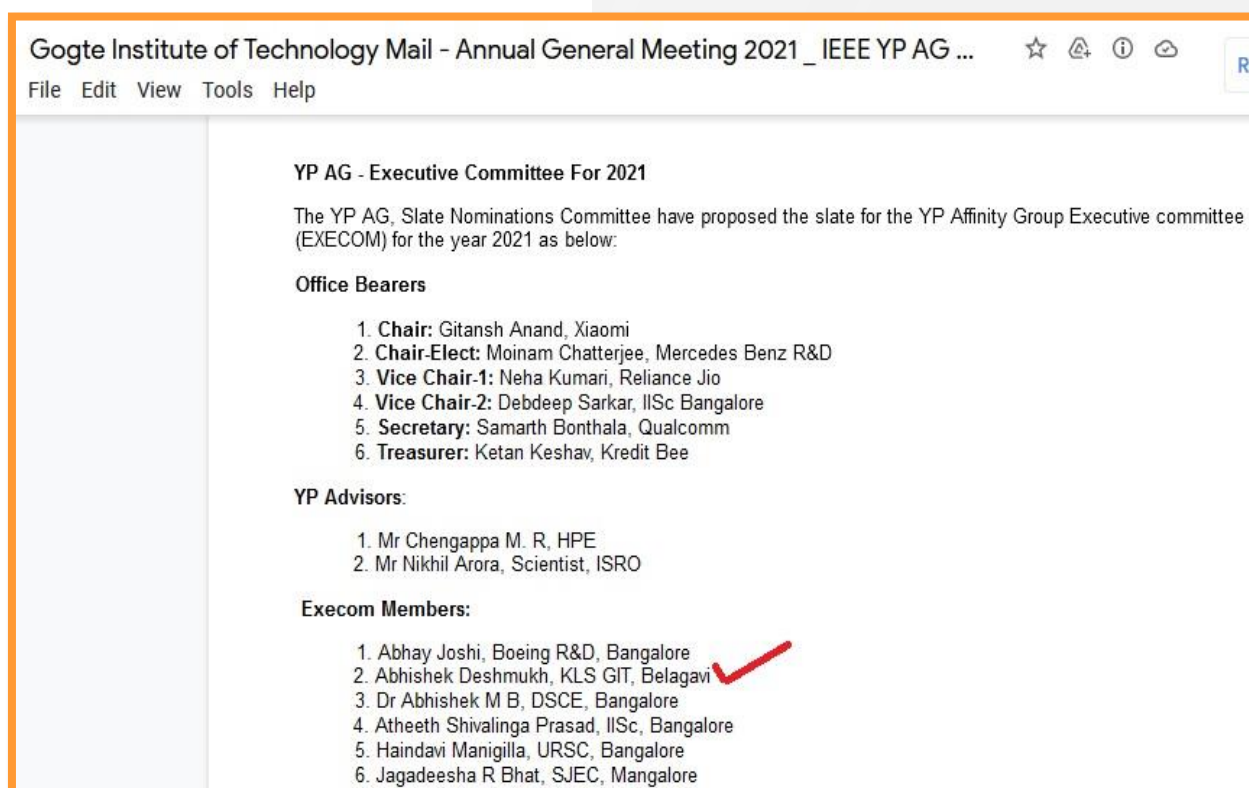 Gogte Institute of Technology Mail - Annual General Meeting 2021 _ IEEE YP AG ...
R
File Edit View Tools Help
YP AG - Executive Committee For 2021
The YP AG, Slate Nominations Committee have proposed the slate for the YP Affinity Group Executive committee
(EXECOM) for the year 2021 as below:
Office Bearers
1. Chair: Gitansh Anand, Xiaomi
2. Chair-Elect: Moinam Chatterjee, Mercedes Benz R&D
3. Vice Chair-1: Neha Kumari, Reliance Jio
4. Vice Chair-2: Debdeep Sarkar, IISc Bangalore
5. Secretary: Samarth Bonthala, Qualcomm
6. Treasurer: Ketan Keshav, Kredit Bee
YP Advisors:
1. Mr Chengappa M. R, HPE
2. Mr Nikhil Arora, Scientist, ISRO
Execom Members:
1. Abhay Joshi, Boeing R&D, Bangalore
2. Abhishek Deshmukh, KLS GIT, Belagavi
3. Dr Abhishek M B, DSCE, Bangalore
4. Atheeth Shivalinga Prasad, IISc, Bangalore
5. Haindavi Manigilla, URSC, Bangalore
6. Jagadeesha R Bhat, SJEC, Mangalore